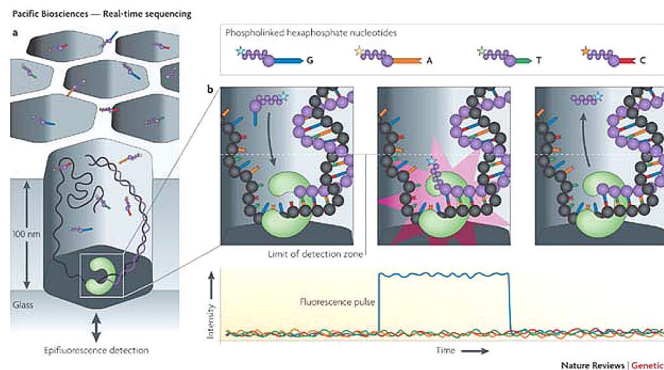 Pacific Biosciences — Real-time sequencing
a
Phospholinked hexaphosphate nucleotides
G
A
T
C
b
Limit of detection zone
100 nm
Glass
Epifluorescence detection
Intensity
Fluorescence pulse
Time
Nature Reviews | Genetic